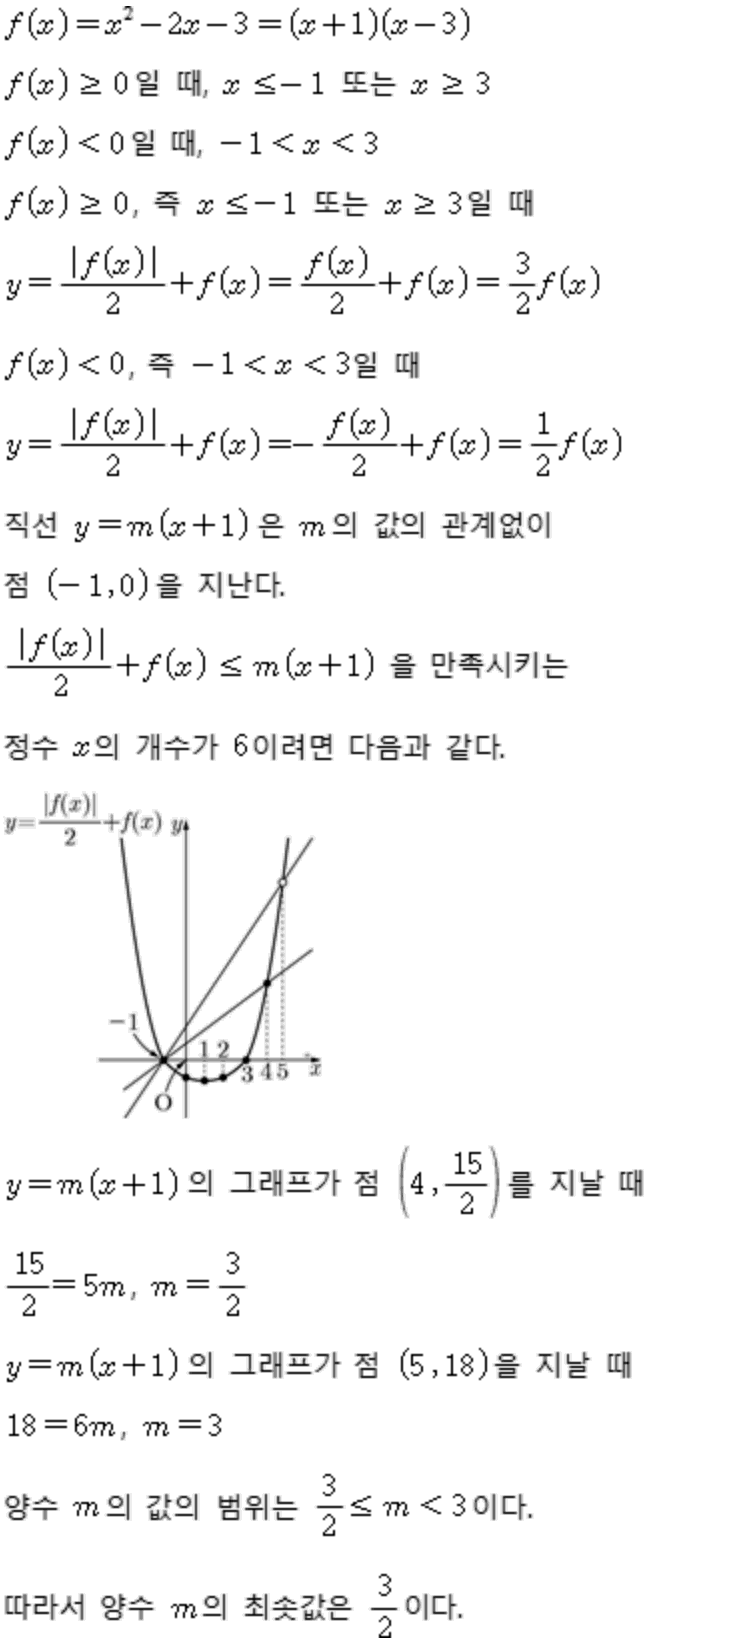 f(x)=x²-2x-3=(x+1)(x-3)
f(x) ≥ 0일 때, x ≤-1 또는 x ≥ 3
f(x) < 0일 때, -1 < x < 3
f(x) ≥ 0, 즉 x ≤-1 또는 x ≥ 3일 때
y = |f(x)|/2 + f(x) = f(x)/2 + f(x) = 3/2 f(x)
f(x) < 0, 즉 -1 < x < 3일 때
y = |f(x)|/2 + f(x) =- f(x)/2 + f(x) = 1/2 f(x)
직선 y=m(x+1)은 m의 값의 관계없이
점 (-1,0)을 지난다.
|f(x)|/2 + f(x) ≤ m(x+1) 을 만족시키는
정수 x의 개수가 6이려면 다음과 같다.
y= |f(x)|/2 +f(x) y
-1
1 2
3 4 5 x
O
y=m(x+1)의 그래프가 점 (4, 15/2)를 지날 때
15/2 = 5m, m = 3/2
y=m(x+1)의 그래프가 점 (5,18)을 지날 때
18=6m, m=3
양수 m의 값의 범위는 3/2 ≤ m < 3이다.
따라서 양수 m의 최솟값은 3/2 이다.